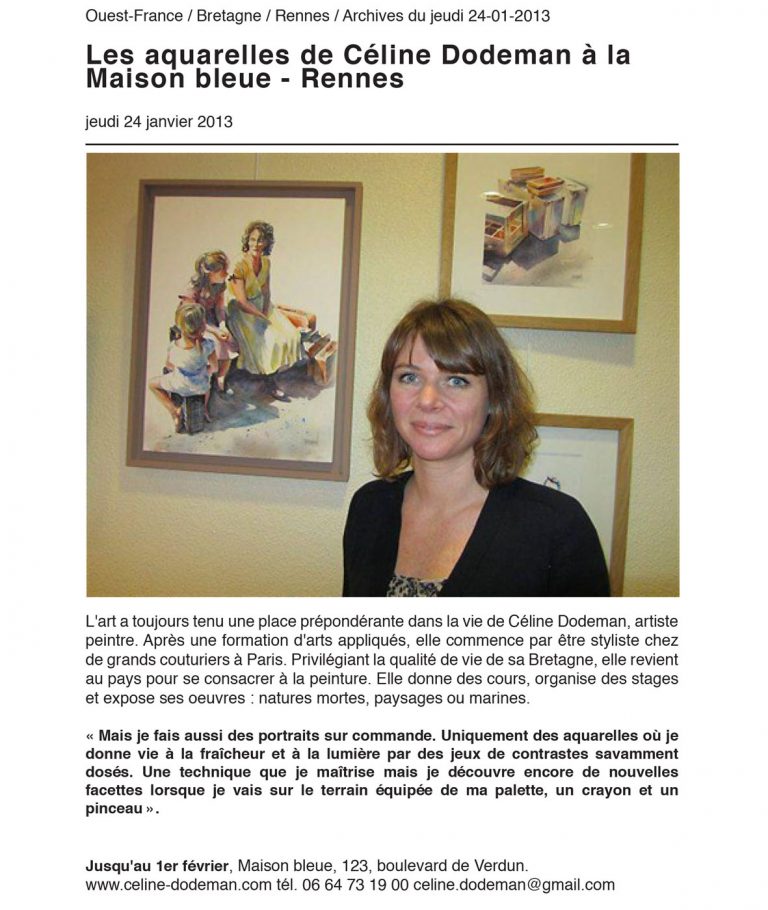 Ouest-France / Bretagne / Rennes / Archives du jeudi 24-01-2013
Les aquarelles de Céline Dodeman à la
Maison bleue - Rennes
jeudi 24 janvier 2013
L'art a toujours tenu une place prépondérante dans la vie de Céline Dodeman, artiste
peintre. Après une formation d'arts appliqués, elle commence par être styliste chez
de grands couturiers à Paris. Privilégiant la qualité de vie de sa Bretagne, elle revient
au pays pour se consacrer à la peinture. Elle donne des cours, organise des stages
et expose ses oeuvres : natures mortes, paysages ou marines.
« Mais je fais aussi des portraits sur commande. Uniquement des aquarelles où je
donne vie à la fraîcheur et à la lumière par des jeux de contrastes savamment
dosés. Une technique que je maîtrise mais je découvre encore de nouvelles
facettes lorsque je vais sur le terrain équipée de ma palette, un crayon et un
pinceau ».
Jusqu'au 1er février, Maison bleue, 123, boulevard de Verdun.
www.celine-dodeman.com tél. 06 64 73 19 00 celine.dodeman@gmail.com